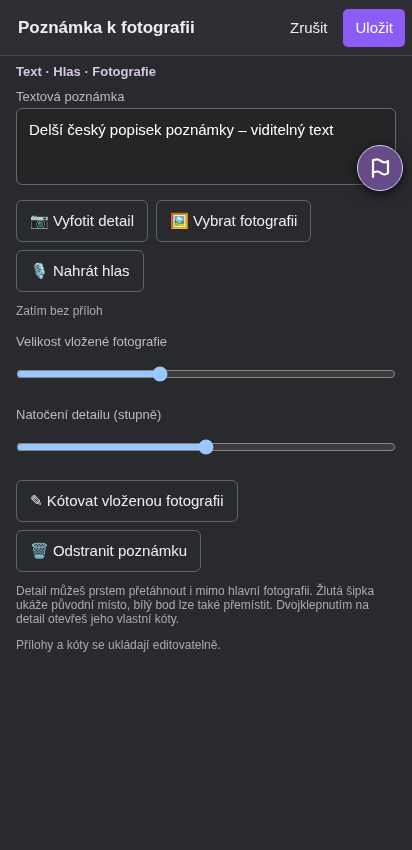 Poznámka k fotografii
Zrušit
Uložit
Text · Hlas · Fotografie
Textová poznámka
Delší český popisek poznámky – viditelný text
📷 Vyfotit detail
🖼️ Vybrat fotografii
🎙️ Nahrát hlas
Zatím bez příloh
Velikost vložené fotografie
Natočení detailu (stupně)
✎ Kótovat vloženou fotografii
🗑️ Odstranit poznámku
Detail můžeš prstem přetáhnout i mimo hlavní fotografii. Žlutá šipka
ukáže původní místo, bílý bod lze také přemístit. Dvojklepnutím na
detail otevřeš jeho vlastní kóty.
Přílohy a kóty se ukládají editovatelně.